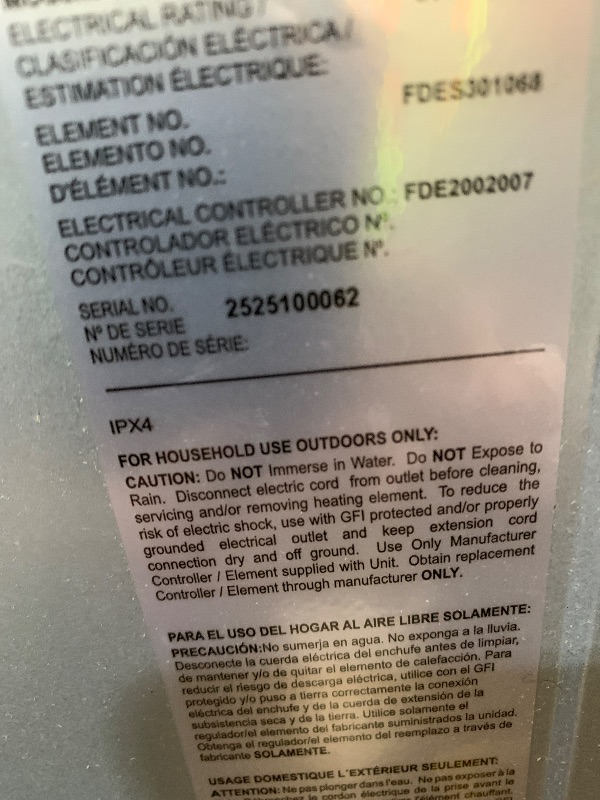 ELECTRICAL RATING /
CLASIFICACIÓN ELÉCTRICA /
ESTIMATION ÉLECTRIQUE:
FDES301068
ELEMENT NO.
ELEMENTO NO.
D'ÉLÉMENT NO.:
ELECTRICAL CONTROLLER NO.: FDE2002007
CONTROLADOR ELÉCTRICO Nº.
CONTRÔLEUR ÉLECTRIQUE Nº.
SERIAL NO. 2525100062
Nº DE SERIE
NUMÉRO DE SÉRIE:
IPX4
FOR HOUSEHOLD USE OUTDOORS ONLY:
CAUTION: Do NOT Immerse in Water. Do NOT Expose to
Rain. Disconnect electric cord from outlet before cleaning,
servicing and/or removing heating element. To reduce the
risk of electric shock, use with GFI protected and/or properly
grounded electrical outlet and keep extension cord
connection dry and off ground. Use Only Manufacturer
Controller / Element supplied with Unit. Obtain replacement
Controller / Element through manufacturer ONLY.
PARA EL USO DEL HOGAR AL AIRE LIBRE SOLAMENTE:
PRECAUCIÓN:No sumerja en agua. No exponga a la lluvia.
Desconecte la cuerda eléctrica del enchufe antes de limpiar,
de mantener y/o de quitar el elemento de calefacción. Para
reducir el riesgo de descarga eléctrica, utilice con el GFI
protegido y/o puso a tierra correctamente la conexión
eléctrica del enchufe y de la cuerda de extensión de la
subsistencia seca y de la tierra. Utilice solamente el
regulador/el elemento del fabricante suministrados la unidad.
Obtenga el regulador/el elemento del reemplazo a través de
fabricante SOLAMENTE.
USAGE DOMESTIQUE L'EXTÉRIEUR SEULEMENT:
ATTENTION: Ne pas plonger dans l'eau. Ne pas exposer à la
cordon électrique de la prise avant le
élément chauffant.